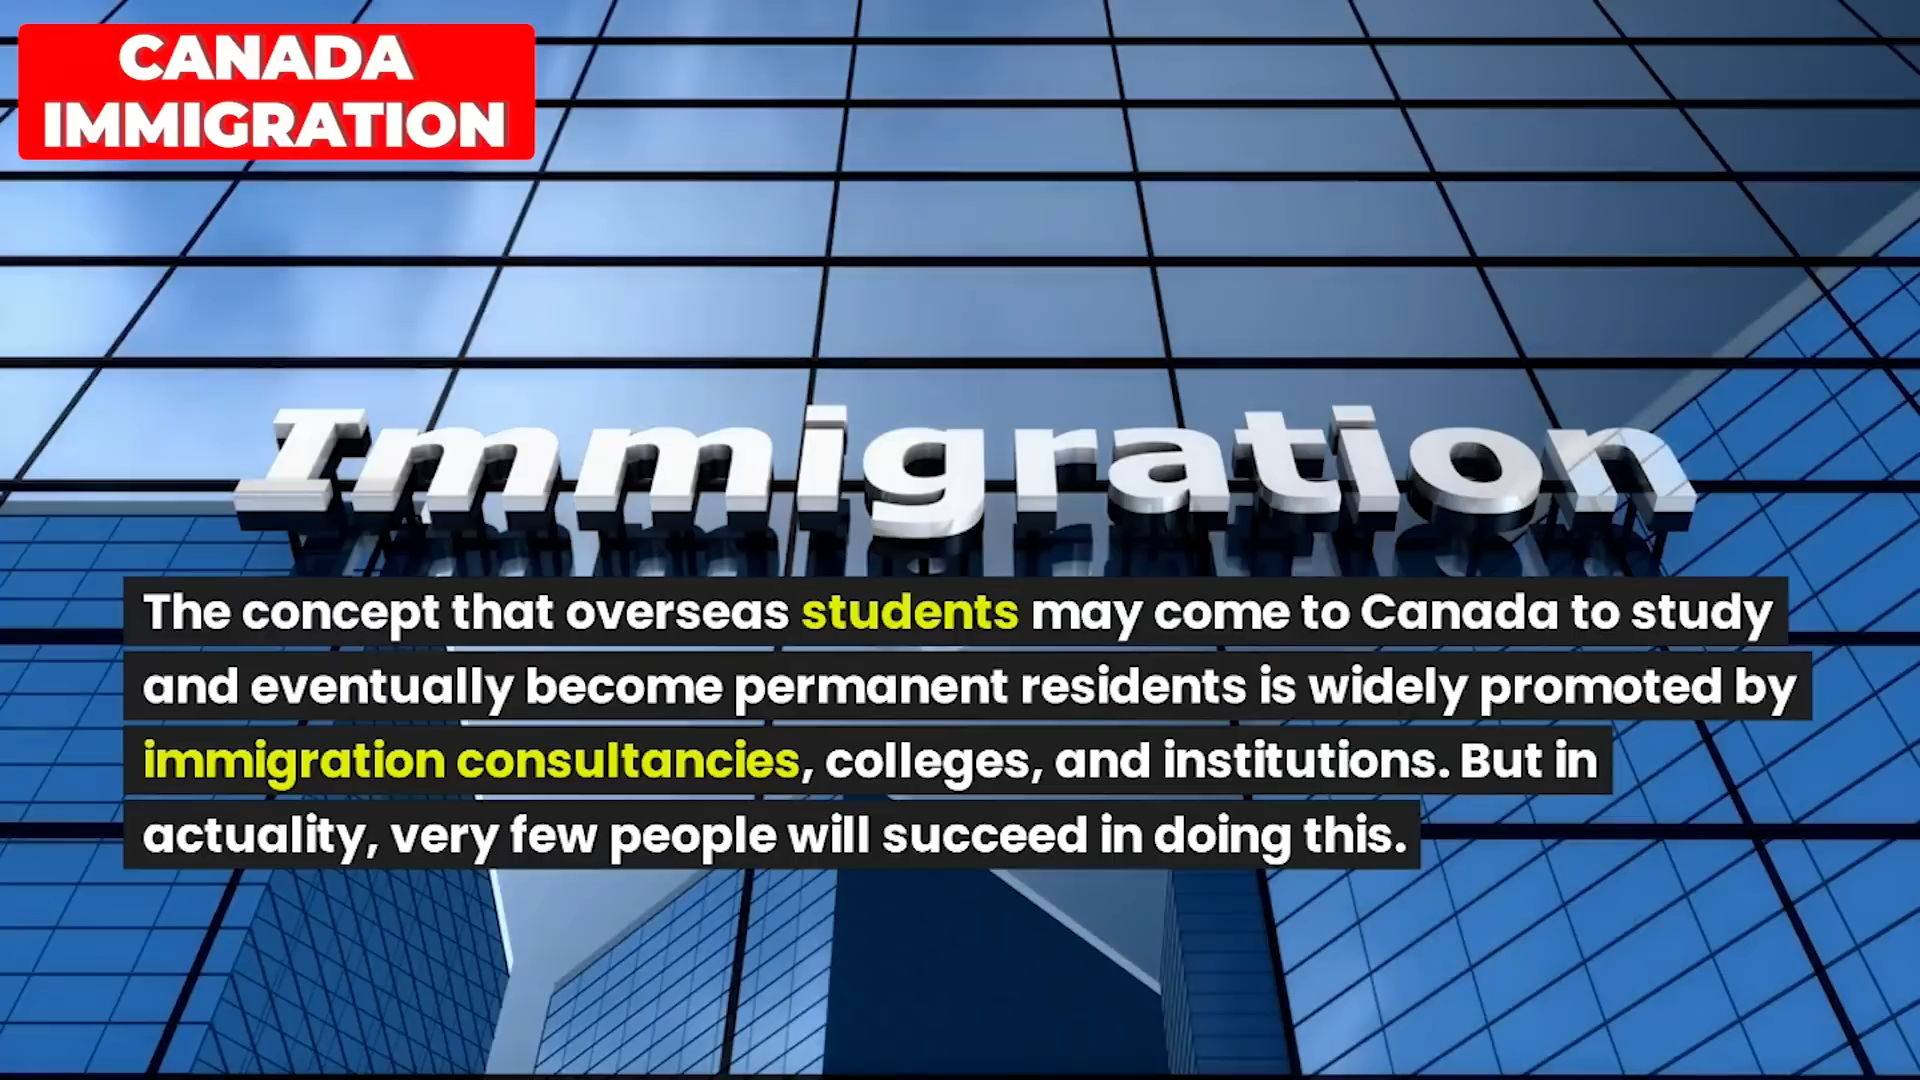 CANADA
IMMIGRATION
Immigration
The concept that overseas students may come to Canada to study
and eventually become permanent residents is widely promoted by
immigration consultancies, colleges, and institutions. But in
actuality, very few people will succeed in doing this.